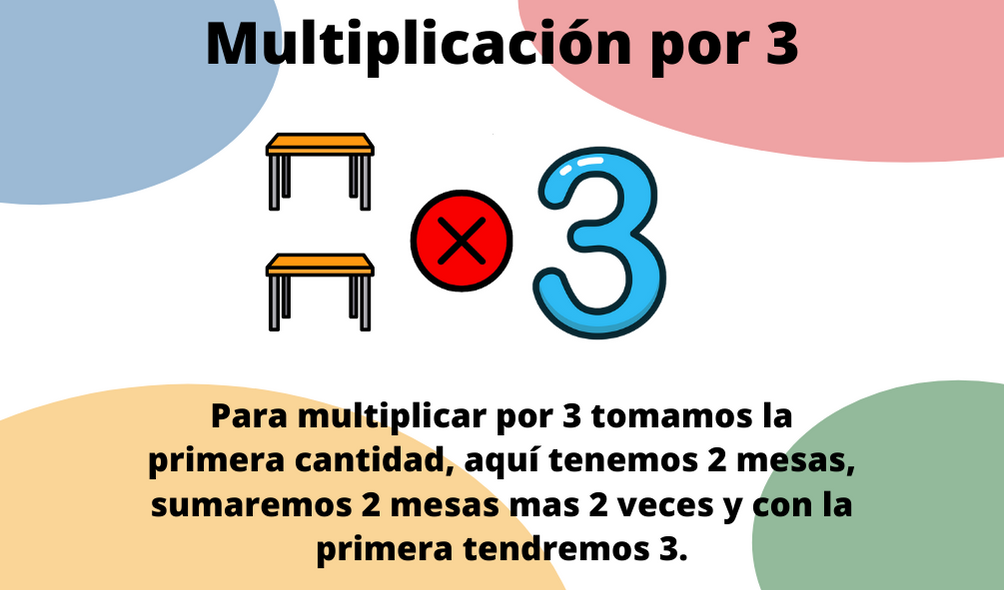 Multiplicación por 3
3
Para multiplicar por 3 tomamos la
primera cantidad, aquí tenemos 2 mesas,
sumaremos 2 mesas mas 2 veces y con la
primera tendremos 3.